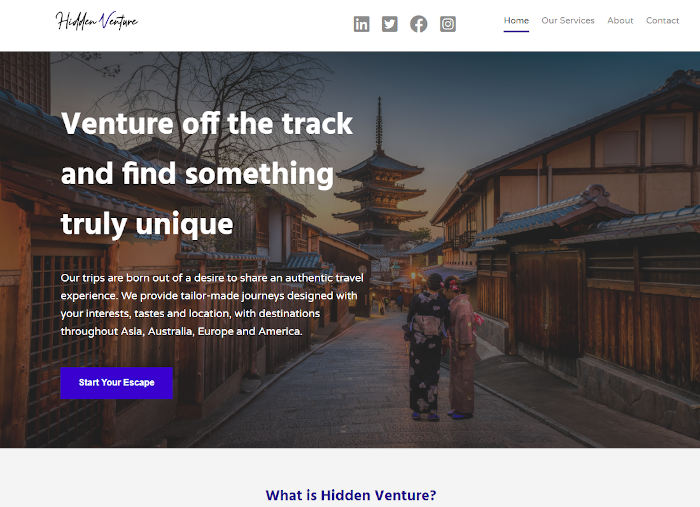 Hidden Venture
Home Our Services About Contact
Venture off the track
and find something
truly unique
Our trips are born out of a desire to share an authentic travel
experience. We provide tailor-made journeys designed with
your interests, tastes and location, with destinations
throughout Asia, Australia, Europe and America.
Start Your Escape
What is Hidden Venture?